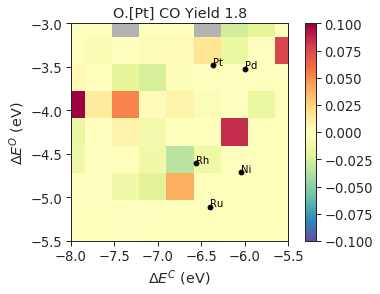 O.[Pt] CO Yield 1.8
−3.0
−3.5
−4.0
−4.5
−5.0
−5.5
ΔE^O (eV)
Pt
Pd
Rh
Ni
Ru
−8.0 −7.5 −7.0 −6.5 −6.0 −5.5
ΔE^C (eV)
0.100
0.075
0.050
0.025
0.000
−0.025
−0.050
−0.075
−0.100